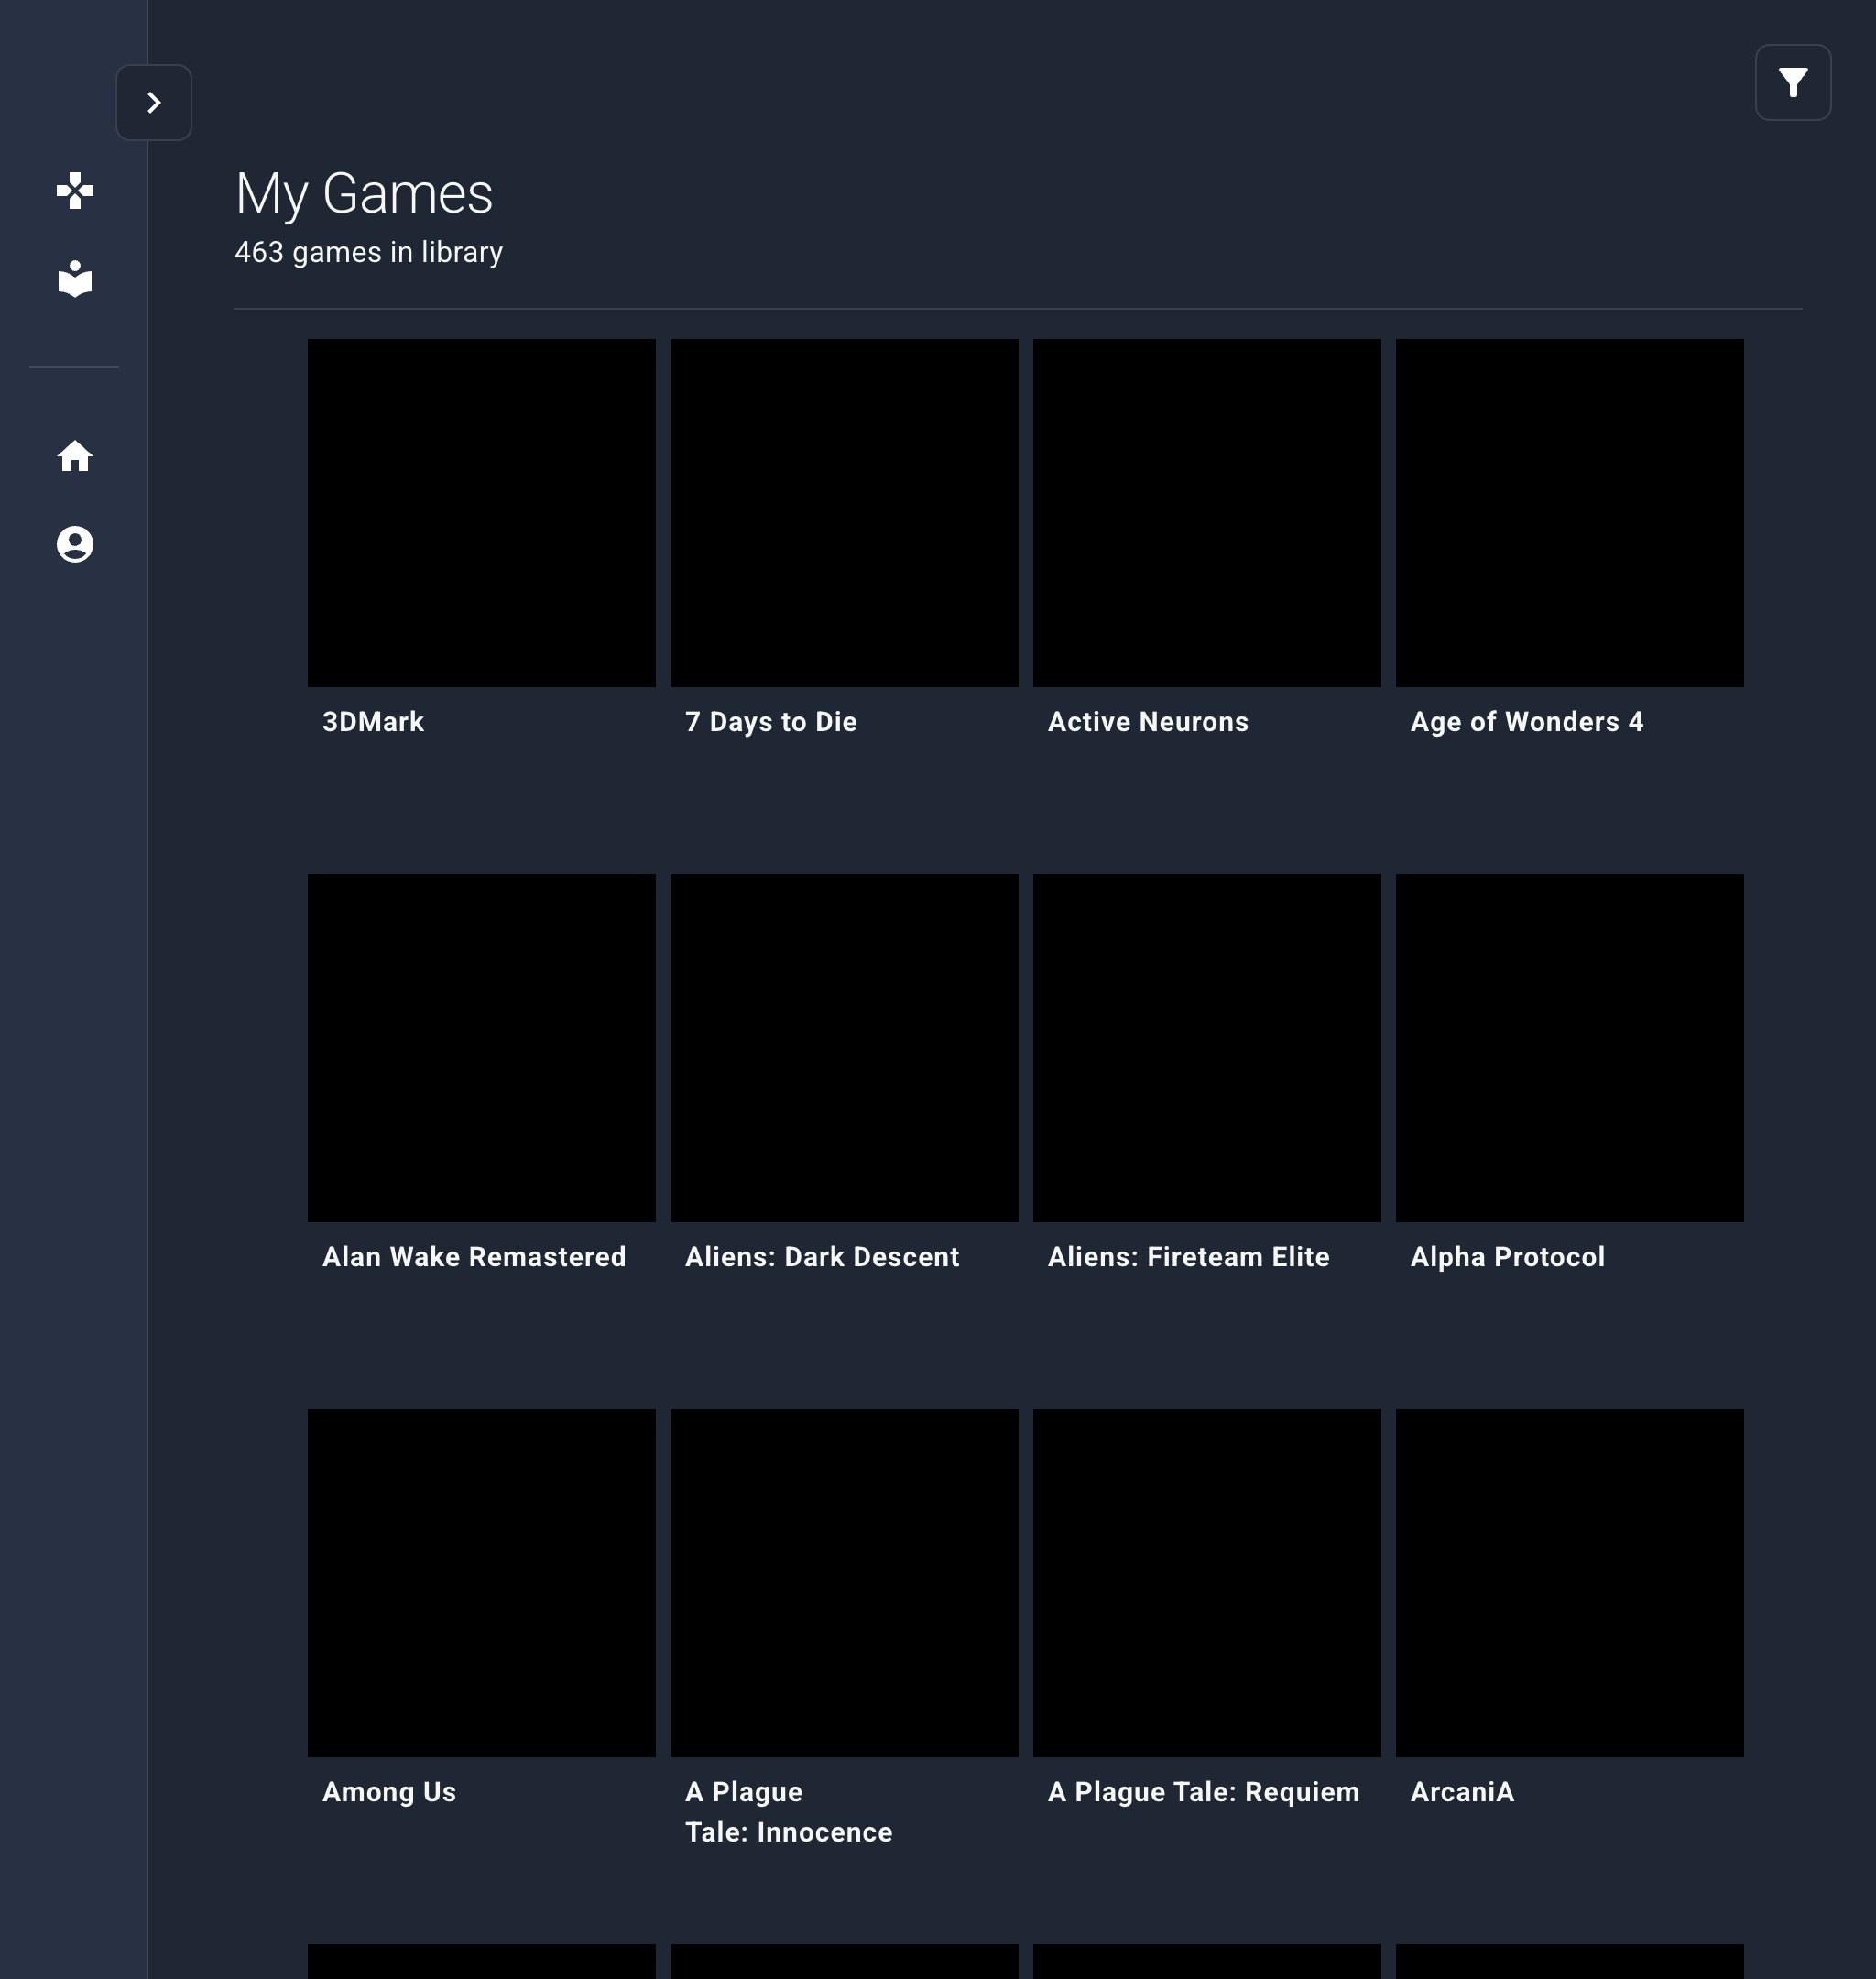 My Games
463 games in library
3DMark
7 Days to Die
Active Neurons
Age of Wonders 4
Alan Wake Remastered
Aliens: Dark Descent
Aliens: Fireteam Elite
Alpha Protocol
Among Us
A Plague
Tale: Innocence
A Plague Tale: Requiem
ArcaniA